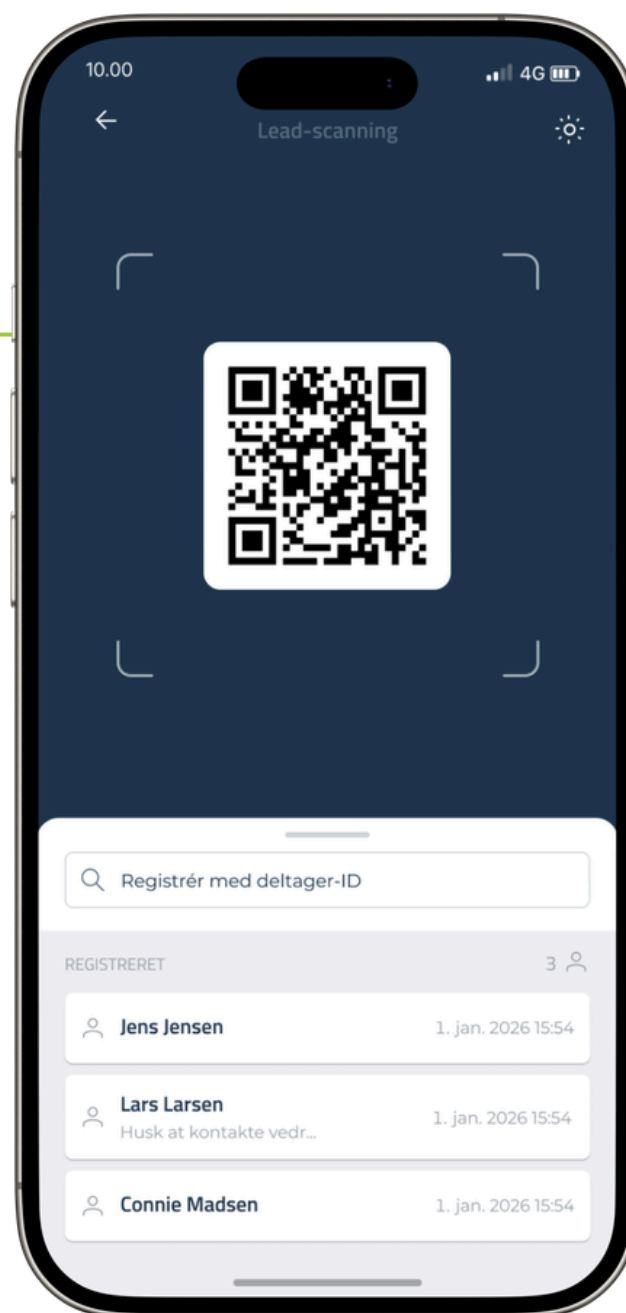 10.00
4G
Lead-scanning
Registrér med deltager-ID
REGISTRERET
3
Jens Jensen
1. jan. 2026 15:54
Lars Larsen
Husk at kontakte vedr...
1. jan. 2026 15:54
Connie Madsen
1. jan. 2026 15:54